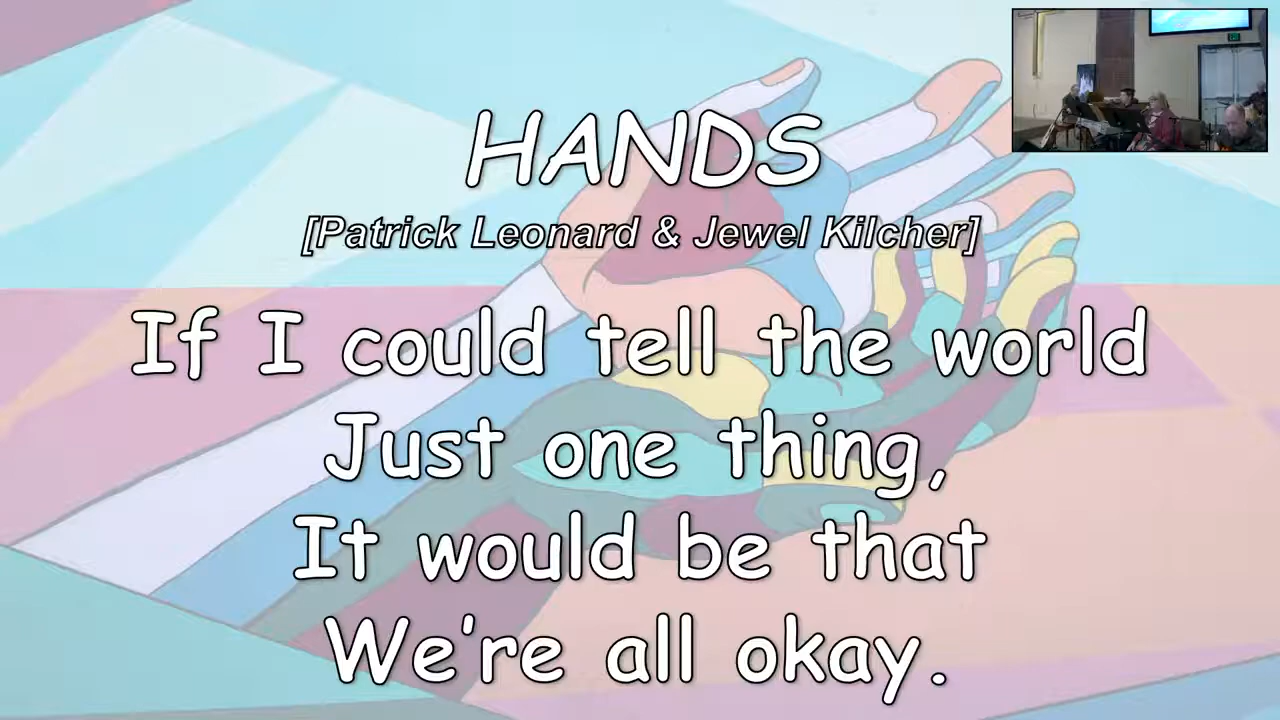 HANDS
[Patrick Leonard & Jewel Kilcher]
If I could tell the world
Just one thing,
It would be that
We're all okay.